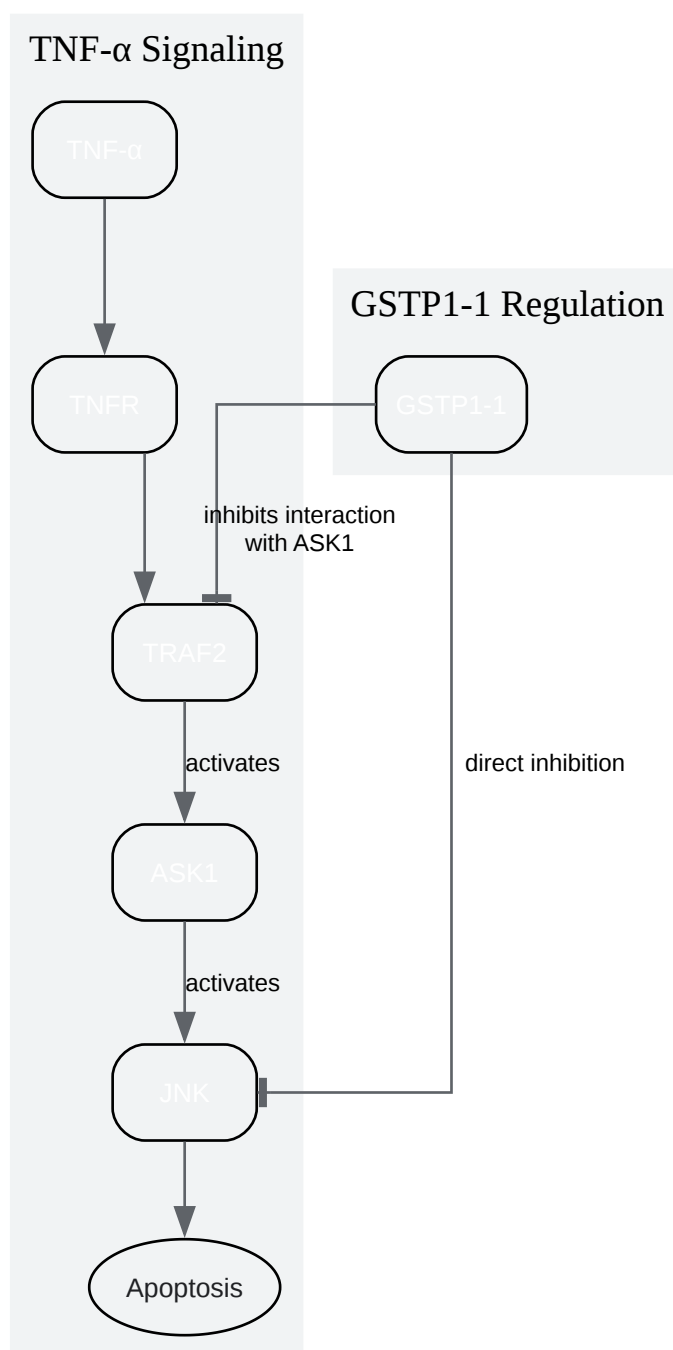 TNF-α Signaling
TNF-α
GSTP1-1 Regulation
TNFR
GSTP1-1
inhibits interaction
with ASK1
TRAF2
activates
direct inhibition
ASK1
activates
JNK
Apoptosis